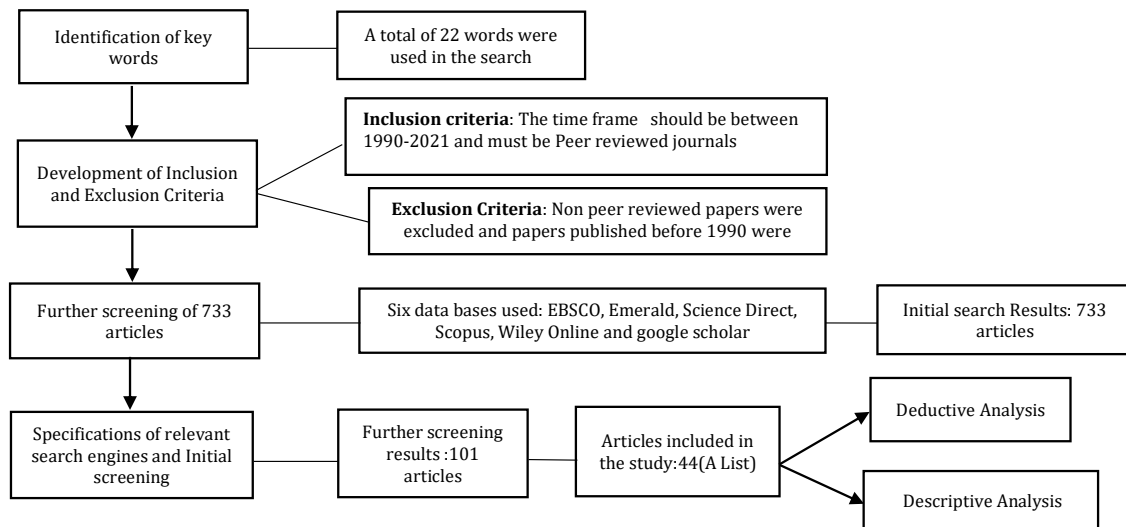 Identification of key
words
A total of 22 words were
used in the search
Inclusion criteria: The time frame should be between
1990-2021 and must be Peer reviewed journals
Development of Inclusion
and Exclusion Criteria
Exclusion Criteria: Non peer reviewed papers were
excluded and papers published before 1990 were
Further screening of 733
articles
Six data bases used: EBSCO, Emerald, Science Direct,
Scopus, Wiley Online and google scholar
Initial search Results: 733
articles
Specifications of relevant
search engines and Initial
screening
Further screening
results :101
articles
Articles included in
the study:44(A List)
Deductive Analysis
Descriptive Analysis